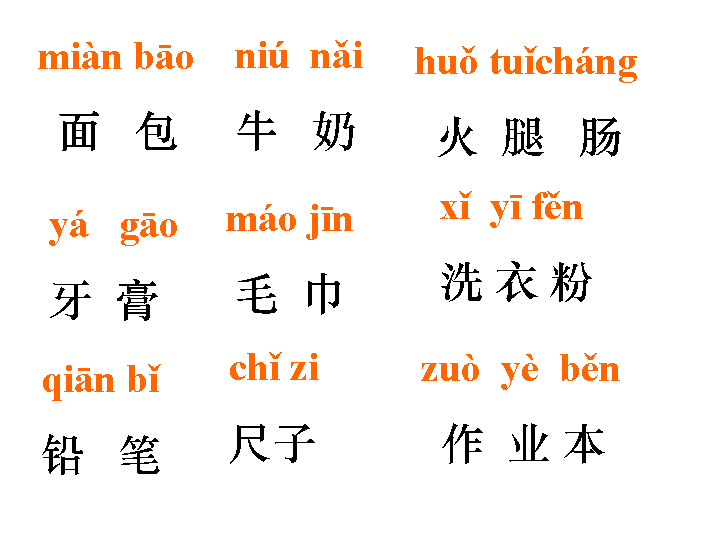 miàn bāo niú nǎi huǒ tuǐcháng
面 包 牛 奶 火 腿 肠
yá gāo máo jīn xǐ yī fěn
牙 膏 毛 巾 洗 衣 粉
qiān bǐ chǐ zi zuò yè běn
铅 笔 尺子 作 业 本